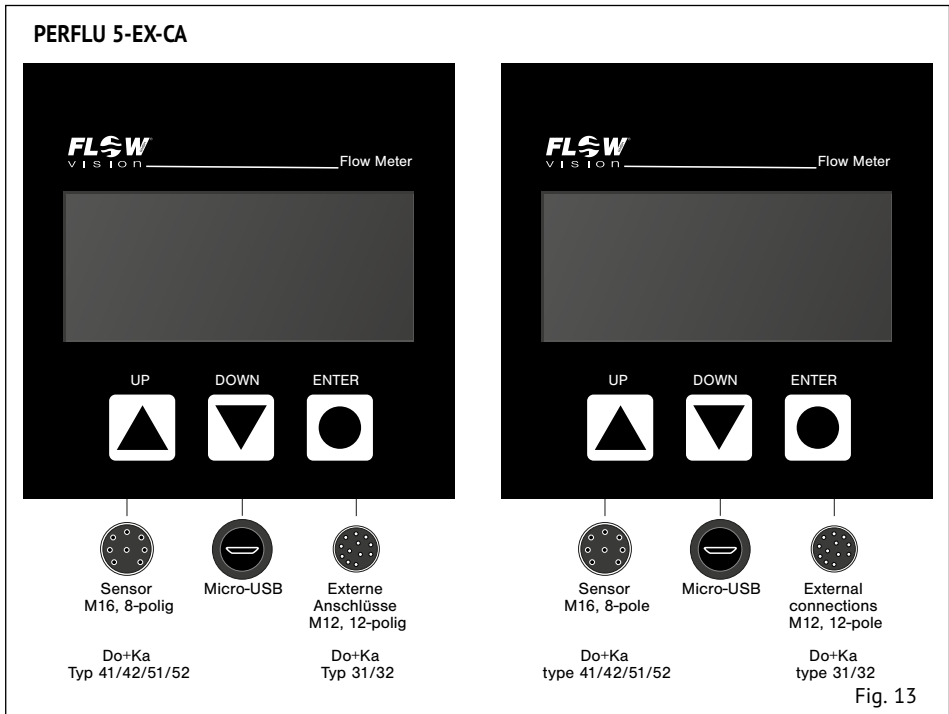 PERFLU 5-EX-CA
FLOW
vision
Flow Meter
UP DOWN ENTER
Sensor
M16, 8-polig
Micro-USB
Externe
Anschlüsse
M12, 12-polig
Do+Ka
Typ 41/42/51/52
Do+Ka
Typ 31/32
FLOW
vision
Flow Meter
UP DOWN ENTER
Sensor
M16, 8-pole
Micro-USB
External
connections
M12, 12-pole
Do+Ka
type 41/42/51/52
Do+Ka
type 31/32
Fig. 13